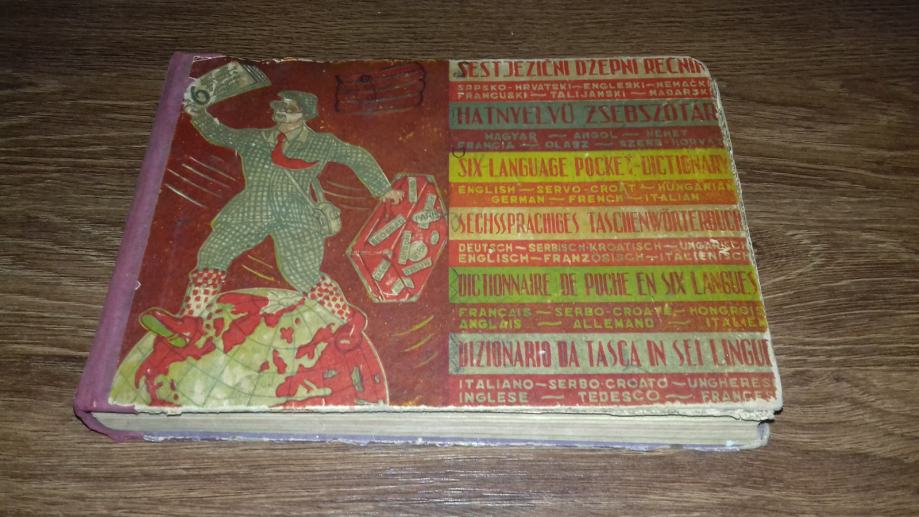 6
ŠESTJEZIČNI DŽEPNI REČNIK
SRPSKO-HRVATSKI — ENGLESKI — NEMAČKI
FRANCUSKI — TALIJANSKI — MAĐARSKI
HATNYELVŰ ZSEBSZÓTÁR
MAGYAR — ANGOL — NÉMET
FRANCIA — OLASZ — SZERB-HORVÁT
SIX-LANGUAGE POCKET-DICTIONARY
ENGLISH — SERVO-CROAT — HUNGARIAN
GERMAN — FRENCH — ITALIAN
SECHSSPRACHIGES TASCHENWÖRTERBUCH
DEUTSCH — SERBISCH-KROATISCH — UNGARISCH
ENGLISCH — FRANZÖSISCH — ITALIENISCH
DICTIONNAIRE DE POCHE EN SIX LANGUES
FRANÇAIS — SERBO-CROATE — HONGROIS
ANGLAIS — ALLEMAND — ITALIEN
DIZIONARIO DA TASCA IN SEI LINGUE
ITALIANO — SERBO-CROATO — UNGHERESE
INGLESE — TEDESCO — FRANCESE
PARIS